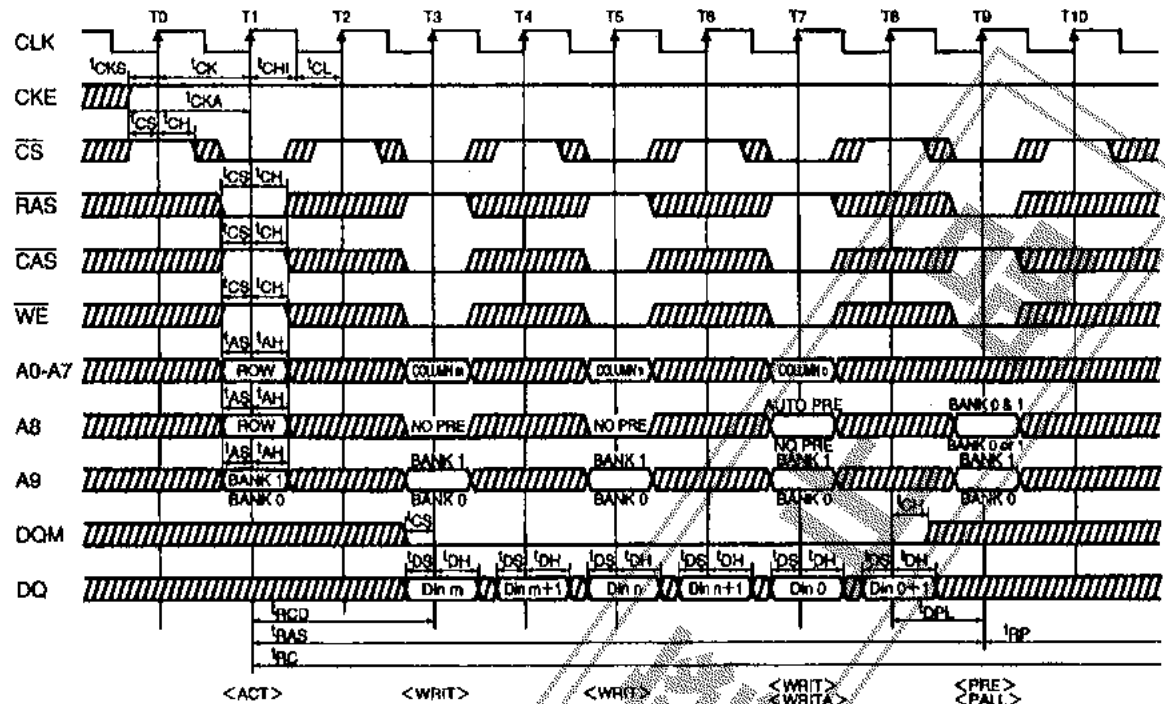 T0 T1 T2 T3 T4 T5 T6 T7 T8 T9 T10
CLK
tCKS tCK tCHI tCL
CKE
tCKA
tCS tCH
CS
tCS tCH
RAS
tCS tCH
CAS
tCS tCH
WE
tAS tAH
A0-A7 ROW COLUMN m COLUMN n COLUMN o
tAS tAH AUTO PRE BANK 0 & 1
A8 ROW NO PRE NO PRE
NO PRE BANK 0 or 1
tAS tAH BANK 1 BANK 1 BANK 1 BANK 1
A9 BANK 1
BANK 0 BANK 0 BANK 0 BANK 0 BANK 0
tCS tCH
DQM
tDS tDH tDS tDH tDS tDH tDS tDH tDS tDH tDS tDH
DQ Din m Din m+1 Din n Din n+1 Din 0 Din 0+1
tRCD tDPL
tRAS tRP
tRC
<ACT> <WRIT> <WRIT> <WRIT> <PRE>
<WRITA> <PALL>